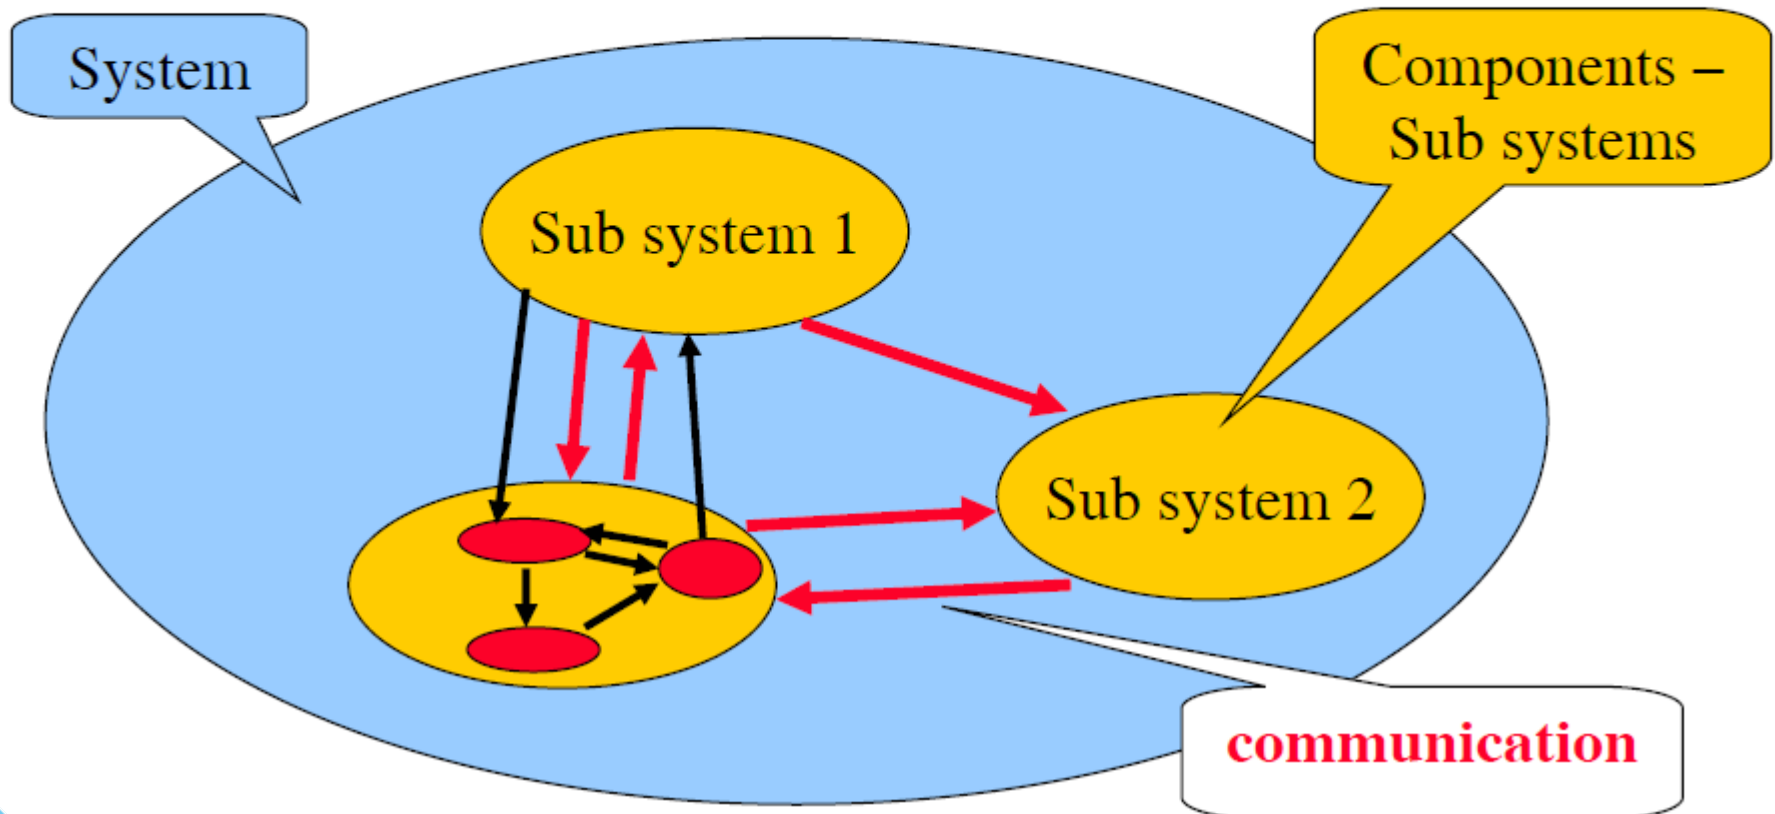 System
Components –
Sub systems
Sub system 1
Sub system 2
communication